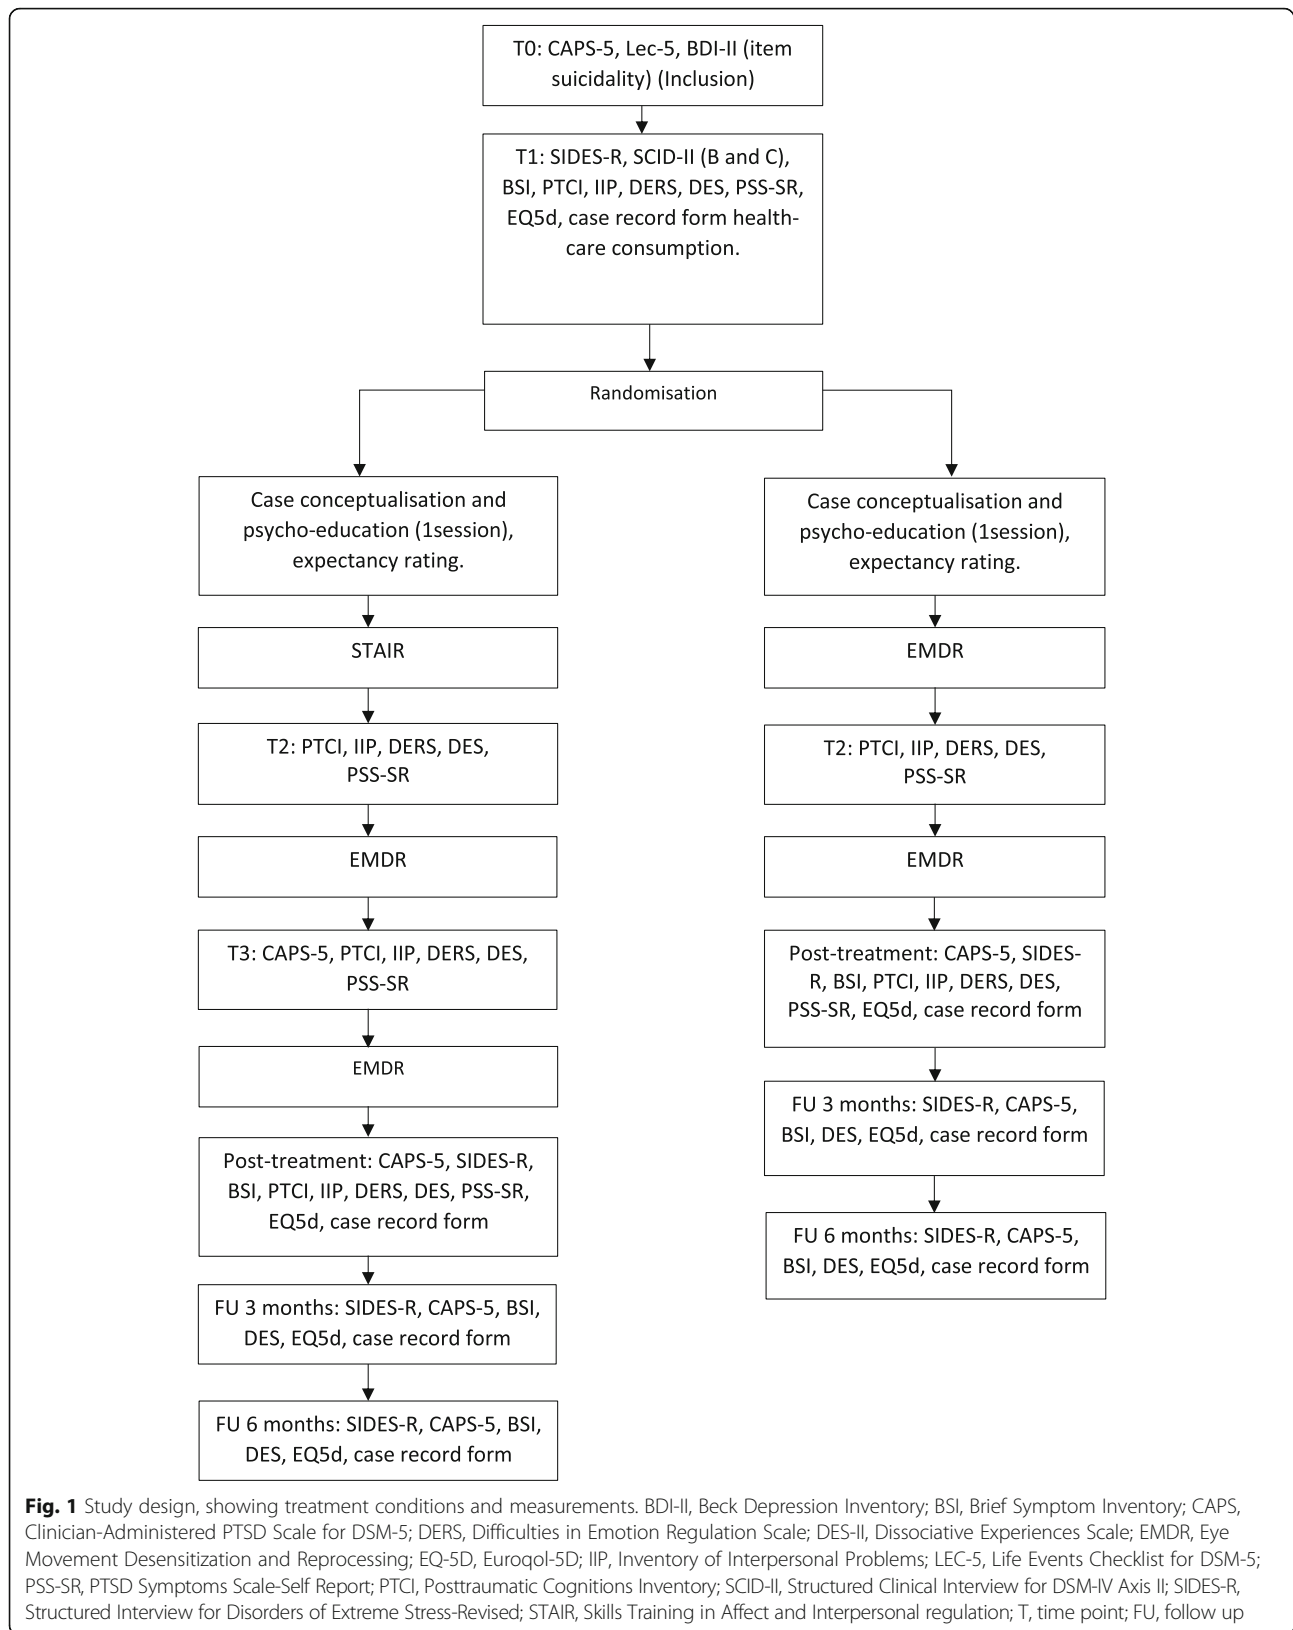 T0: CAPS-5, Lec-5, BDI-II (item
suicidality) (Inclusion)
T1: SIDES-R, SCID-II (B and C),
BSI, PTCI, IIP, DERS, DES, PSS-SR,
EQ5d, case record form health-
care consumption.
Randomisation
Case conceptualisation and
psycho-education (1session),
expectancy rating.
STAIR
T2: PTCI, IIP, DERS, DES,
PSS-SR
EMDR
T3: CAPS-5, PTCI, IIP, DERS, DES,
PSS-SR
EMDR
Post-treatment: CAPS-5, SIDES-R,
BSI, PTCI, IIP, DERS, DES, PSS-SR,
EQ5d, case record form
FU 3 months: SIDES-R, CAPS-5, BSI,
DES, EQ5d, case record form
FU 6 months: SIDES-R, CAPS-5, BSI,
DES, EQ5d, case record form
Case conceptualisation and
psycho-education (1session),
expectancy rating.
EMDR
T2: PTCI, IIP, DERS, DES,
PSS-SR
EMDR
Post-treatment: CAPS-5, SIDES-
R, BSI, PTCI, IIP, DERS, DES,
PSS-SR, EQ5d, case record form
FU 3 months: SIDES-R, CAPS-5,
BSI, DES, EQ5d, case record form
FU 6 months: SIDES-R, CAPS-5,
BSI, DES, EQ5d, case record form
Fig. 1 Study design, showing treatment conditions and measurements. BDI-II, Beck Depression Inventory; BSI, Brief Symptom Inventory; CAPS,
Clinician-Administered PTSD Scale for DSM-5; DERS, Difficulties in Emotion Regulation Scale; DES-II, Dissociative Experiences Scale; EMDR, Eye
Movement Desensitization and Reprocessing; EQ-5D, Euroqol-5D; IIP, Inventory of Interpersonal Problems; LEC-5, Life Events Checklist for DSM-5;
PSS-SR, PTSD Symptoms Scale-Self Report; PTCI, Posttraumatic Cognitions Inventory; SCID-II, Structured Clinical Interview for DSM-IV Axis II; SIDES-R,
Structured Interview for Disorders of Extreme Stress-Revised; STAIR, Skills Training in Affect and Interpersonal regulation; T, time point; FU, follow up